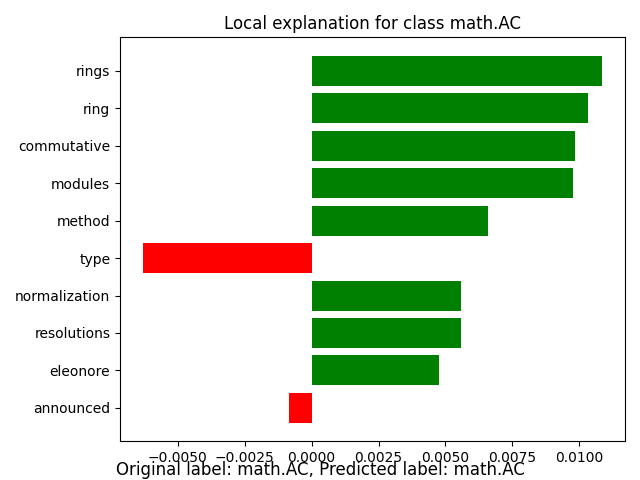 Local explanation for class math.AC
rings
ring
commutative
modules
method
type
normalization
resolutions
eleonore
announced
−0.0050 −0.0025 0.0000 0.0025 0.0050 0.0075 0.0100
Original label: math.AC, Predicted label: math.AC